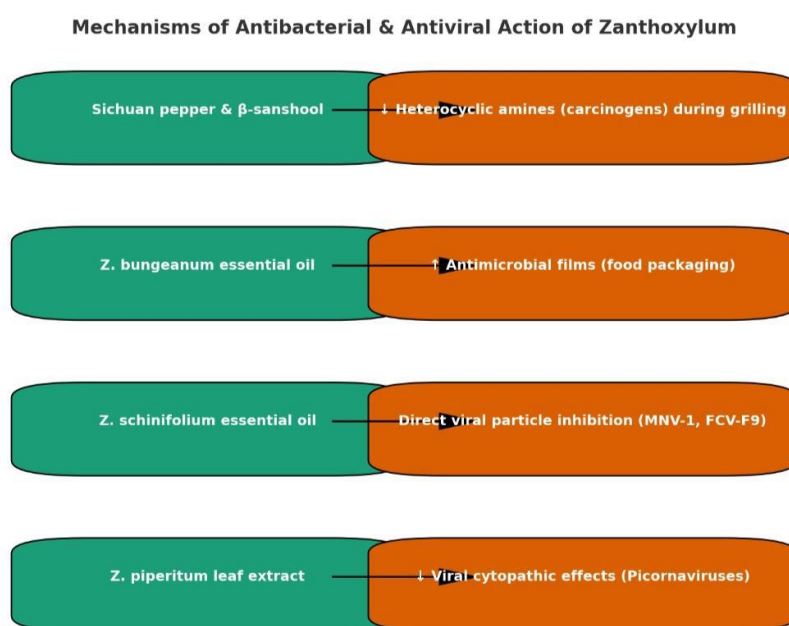 Mechanisms of Antibacterial & Antiviral Action of Zanthoxylum
Sichuan pepper & β-sanshool
↓ Heterocyclic amines (carcinogens) during grilling
Z. bungeanum essential oil
↑ Antimicrobial films (food packaging)
Z. schinifolium essential oil
Direct viral particle inhibition (MNV-1, FCV-F9)
Z. piperitum leaf extract
↓ Viral cytopathic effects (Picornaviruses)